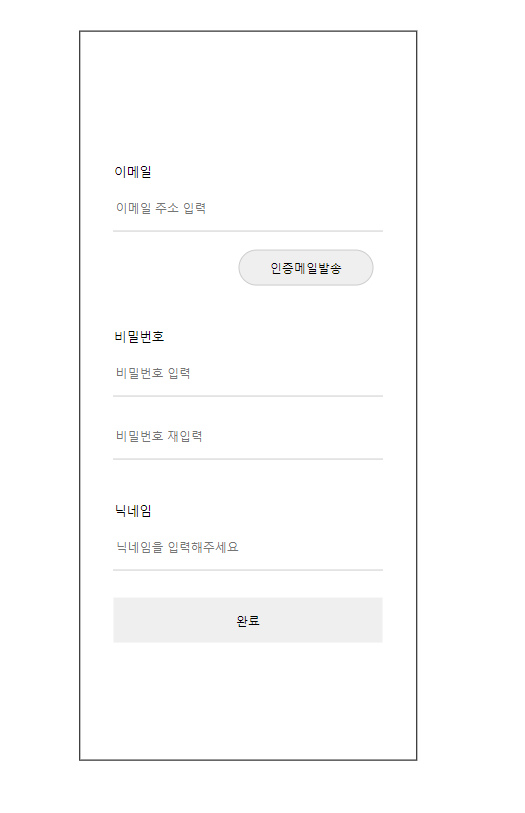 이메일
이메일 주소 입력
인증메일발송
비밀번호
비밀번호 입력
비밀번호 재입력
닉네임
닉네임을 입력해주세요
완료